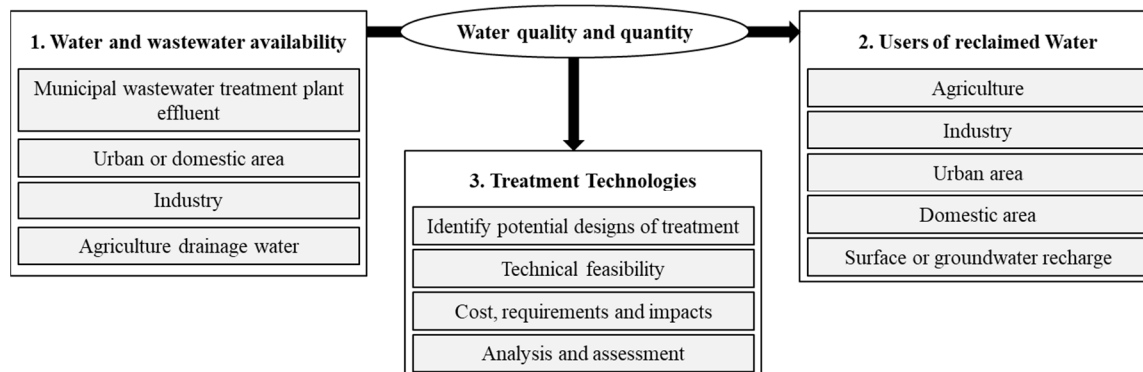 1. Water and wastewater availability
Municipal wastewater treatment plant
effluent
Urban or domestic area
Industry
Agriculture drainage water
Water quality and quantity
2. Users of reclaimed Water
Agriculture
Industry
Urban area
Domestic area
Surface or groundwater recharge
3. Treatment Technologies
Identify potential designs of treatment
Technical feasibility
Cost, requirements and impacts
Analysis and assessment